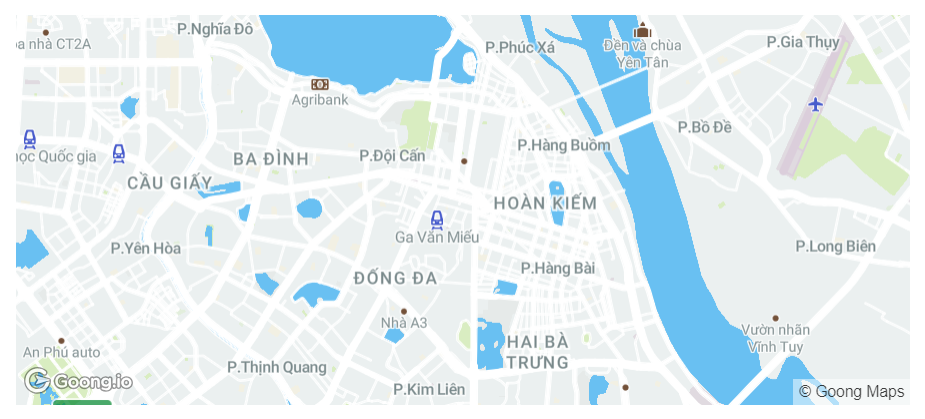 P.Nghĩa Đô
òa nhà CT2A
P.Phúc Xá
Đền và chùa
Yên Tân
P.Gia Thụy
Agribank
P.Bồ Đề
P.Hàng Buồm
học Quốc gia
BA ĐÌNH
P.Đội Cấn
CẦU GIẤY
HOÀN KIẾM
Ga Văn Miếu
P.Yên Hòa
P.Long Biên
P.Hàng Bài
ĐỐNG ĐA
Nhà A3
Vườn nhãn
Vĩnh Tuy
An Phú auto
HAI BÀ
TRƯNG
P.Thịnh Quang
Goong.io
P.Kim Liên
© Goong Maps